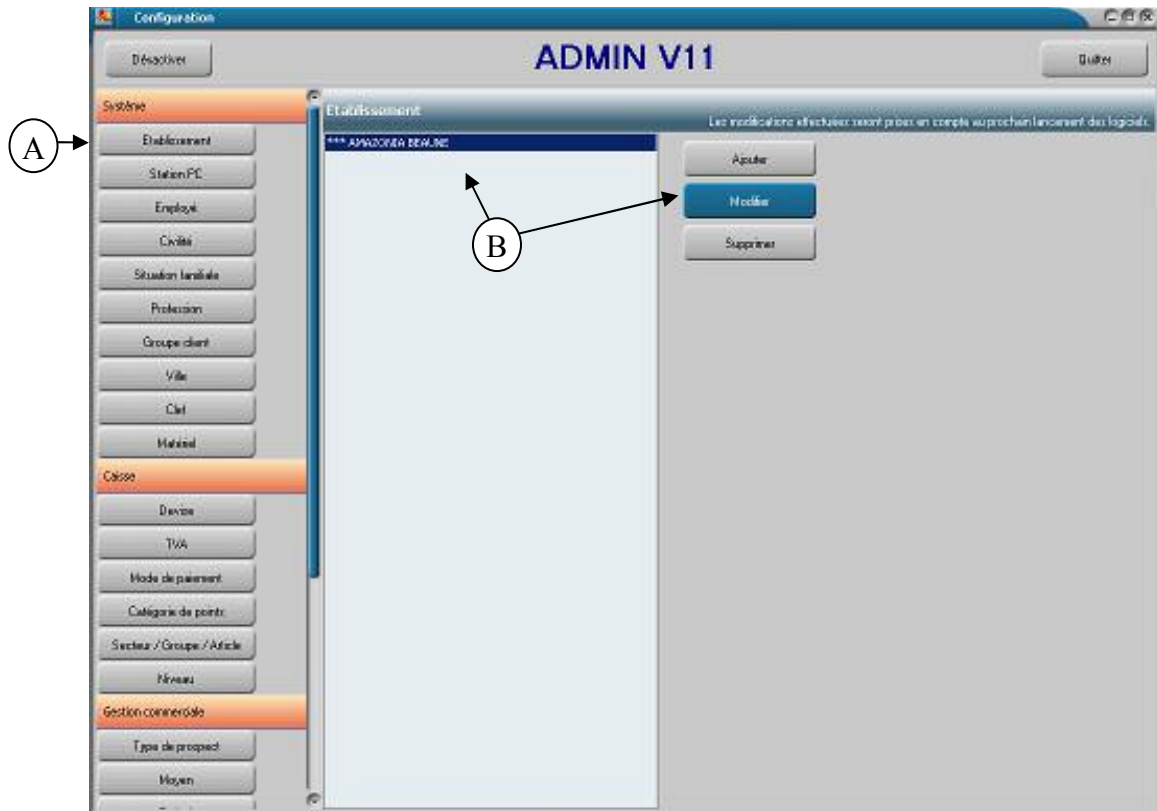 Configuration
Désactiver
ADMIN V11
Quitter
Système
Etablissement
Les modifications effectuées seront prises en compte au prochain lancement des logiciels.
A
Etablissement
*** AMAZONIA BEAUNE
Ajouter
Station PC
Modifier
Employé
B
Civilité
Supprimer
Situation familiale
Profession
Groupe client
Ville
Clef
Matériel
Caisse
Devise
TVA
Mode de paiement
Catégorie de points
Secteur / Groupe / Article
Niveau
Gestion commerciale
Type de prospect
Moyen